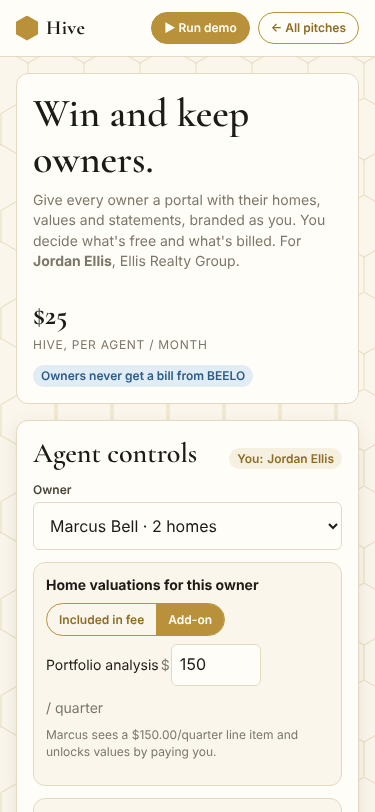 Hive
▶ Run demo
← All pitches
Win and keep
owners.
Give every owner a portal with their homes,
values and statements, branded as you. You
decide what's free and what's billed. For
Jordan Ellis, Ellis Realty Group.
$25
HIVE, PER AGENT / MONTH
Owners never get a bill from BEELO
Agent controls
You: Jordan Ellis
Owner
Marcus Bell · 2 homes
Home valuations for this owner
Included in fee
Add-on
Portfolio analysis $ 150
/ quarter
Marcus sees a $150.00/quarter line item and
unlocks values by paying you.